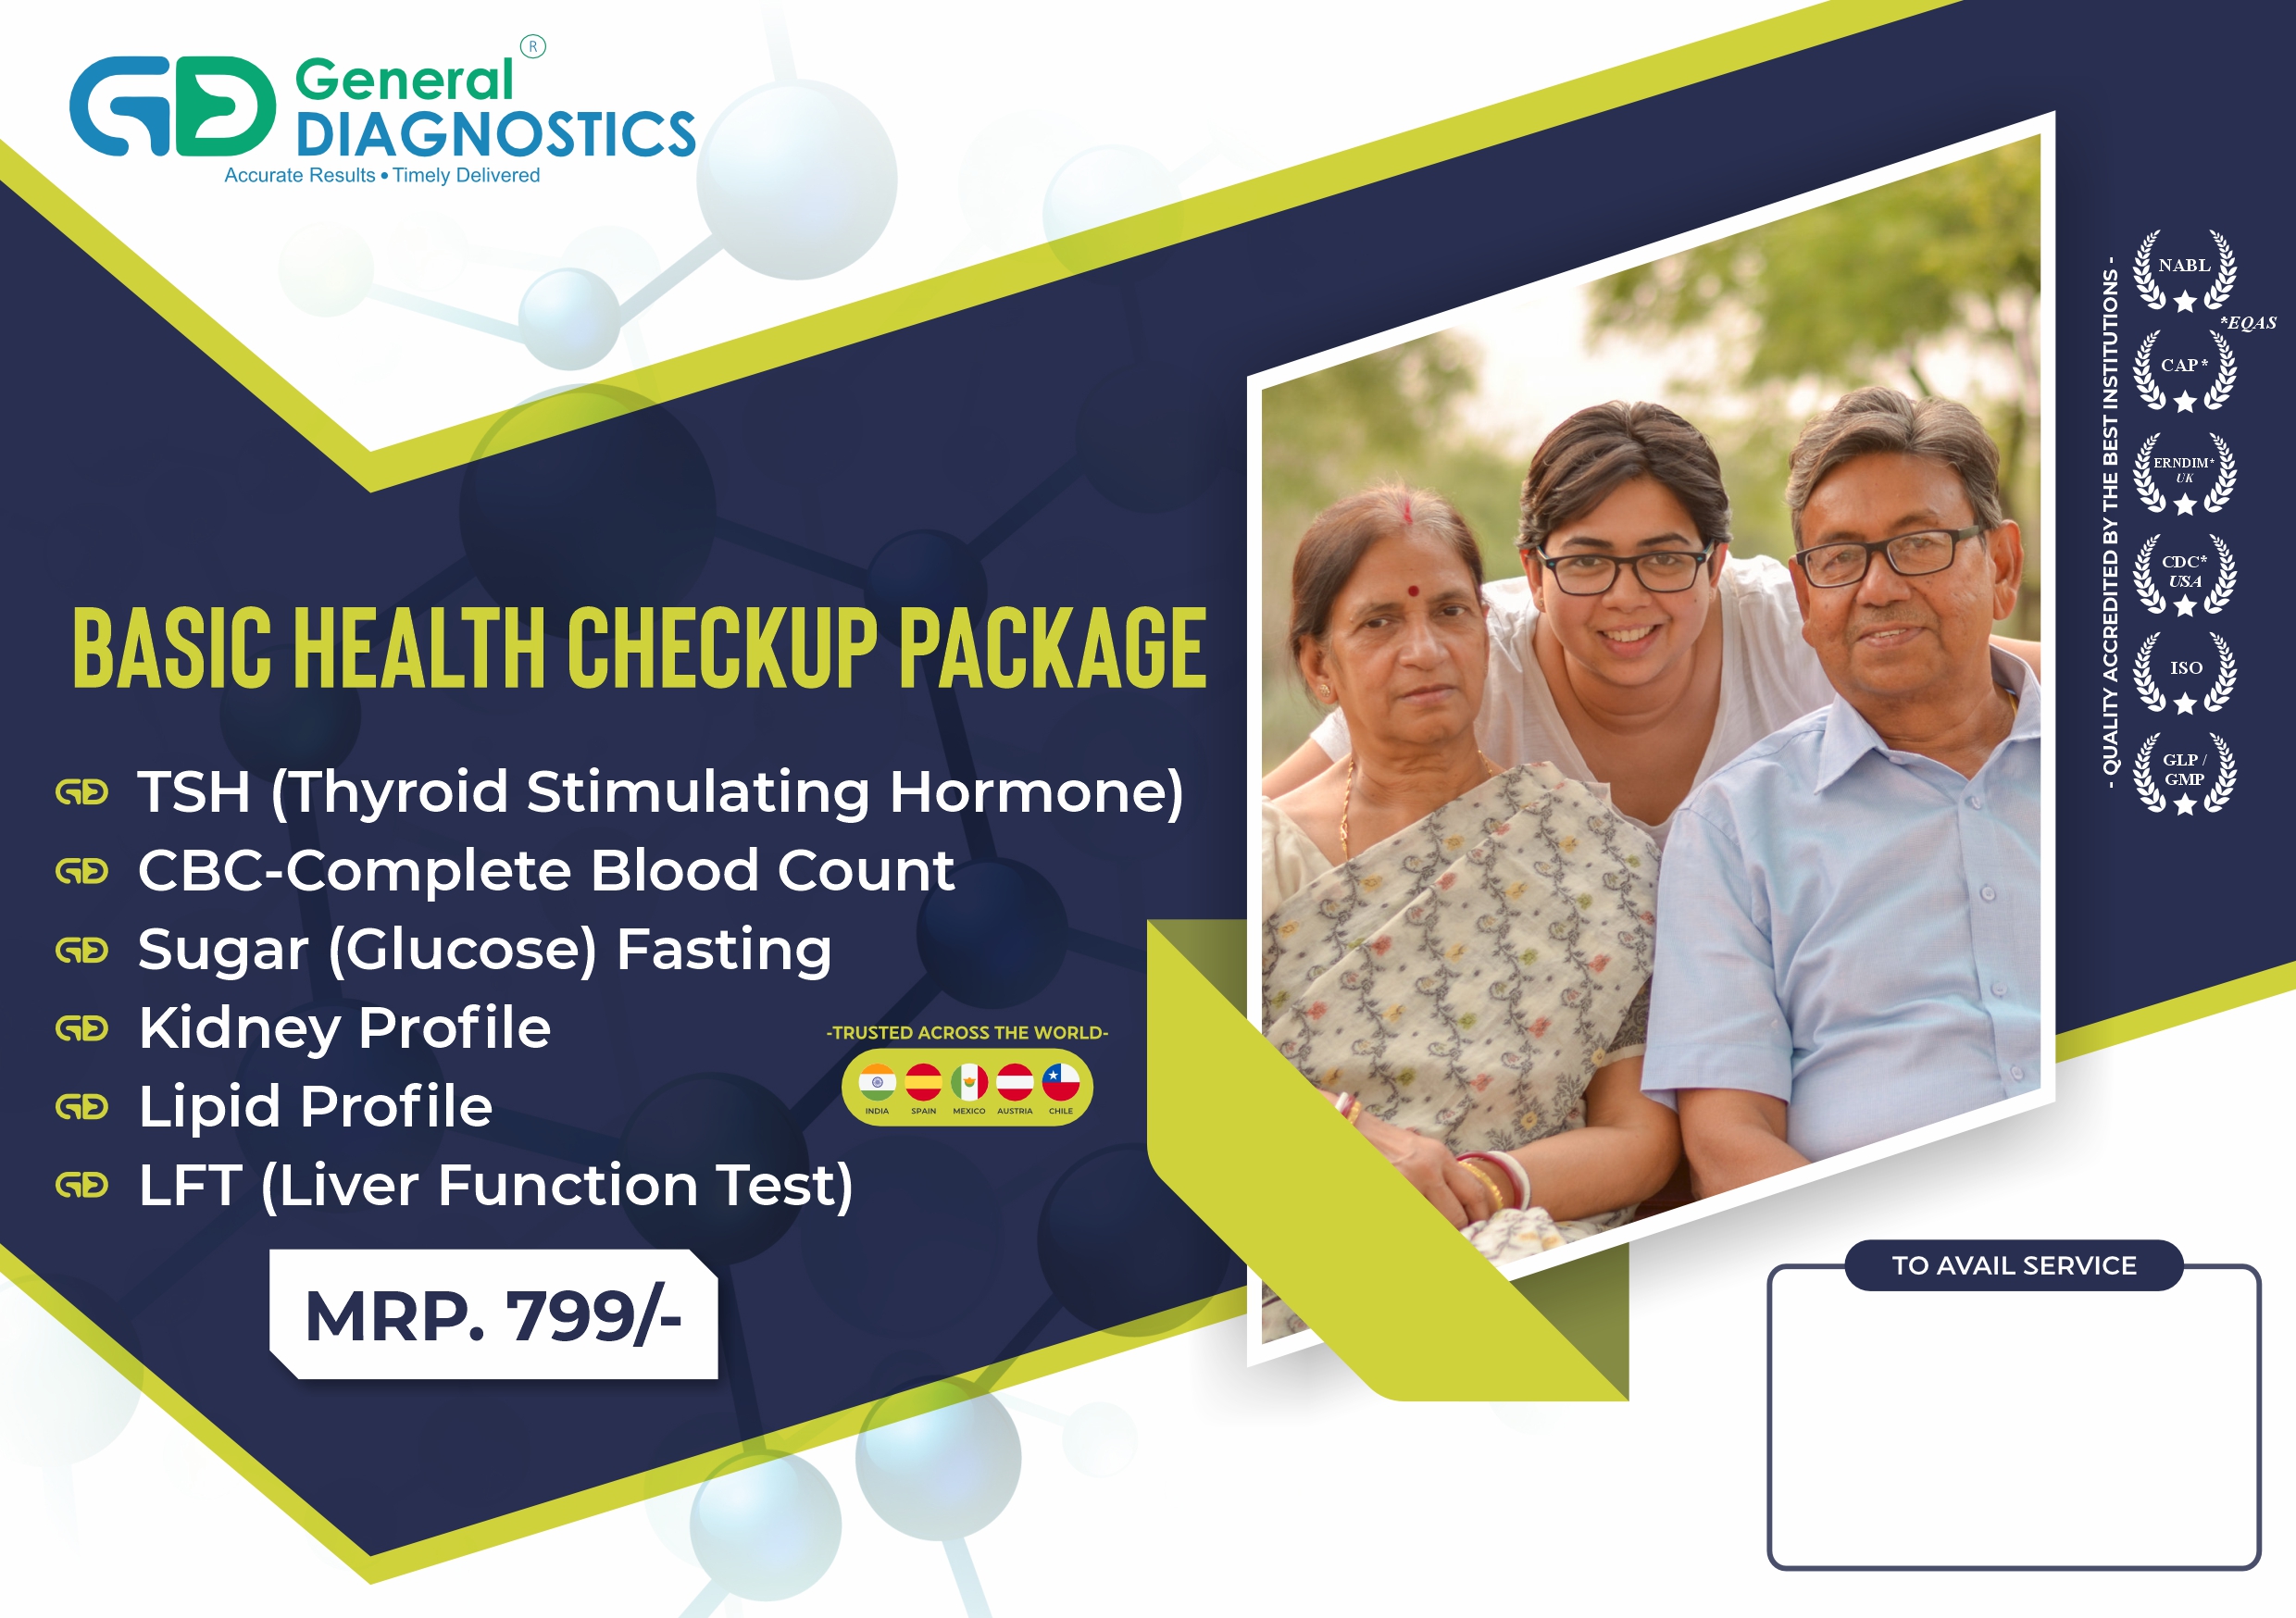 General ®
DIAGNOSTICS
Accurate Results • Timely Delivered
BASIC HEALTH CHECKUP PACKAGE
TSH (Thyroid Stimulating Hormone)
CBC-Complete Blood Count
Sugar (Glucose) Fasting
Kidney Profile
Lipid Profile
LFT (Liver Function Test)
MRP. 799/-
-TRUSTED ACROSS THE WORLD-
INDIA SPAIN MEXICO AUSTRIA CHILE
- QUALITY ACCREDITED BY THE BEST INSTITUTIONS -
NABL
*EQAS
CAP*
ERNDIM*
UK
CDC*
USA
ISO
GLP /
GMP
TO AVAIL SERVICE